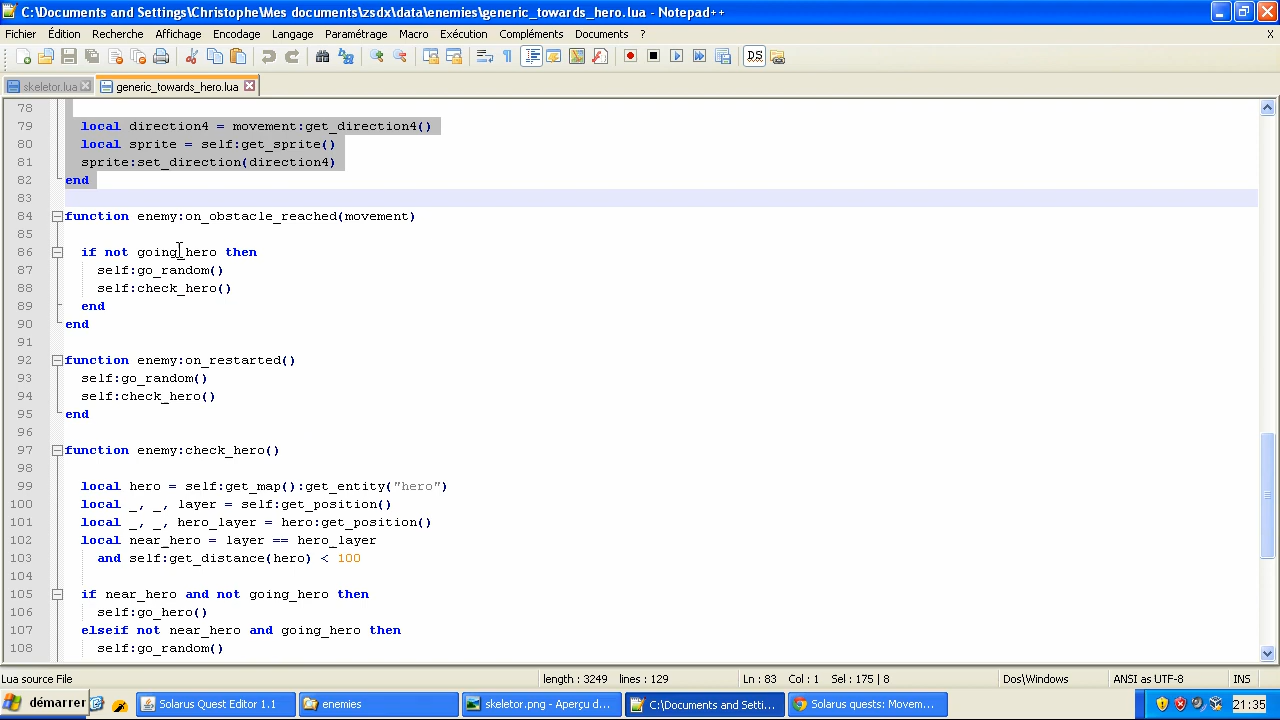 C:\Documents and Settings\Christophe\Mes documents\zsdx\data\enemies\generic_towards_hero.lua - Notepad++
Fichier Édition Recherche Affichage Encodage Langage Paramétrage Macro Exécution Compléments Documents ? X
skeletor.lua generic_towards_hero.lua
78
79 local direction4 = movement:get_direction4()
80 local sprite = self:get_sprite()
81 sprite:set_direction(direction4)
82 end
83
84 function enemy:on_obstacle_reached(movement)
85
86 if not going_hero then
87 self:go_random()
88 self:check_hero()
89 end
90 end
91
92 function enemy:on_restarted()
93 self:go_random()
94 self:check_hero()
95 end
96
97 function enemy:check_hero()
98
99 local hero = self:get_map():get_entity("hero")
100 local _, _, layer = self:get_position()
101 local _, _, hero_layer = hero:get_position()
102 local near_hero = layer == hero_layer
103 and self:get_distance(hero) < 100
104
105 if near_hero and not going_hero then
106 self:go_hero()
107 elseif not near_hero and going_hero then
108 self:go_random()
Lua source File length : 3249 lines : 129 Ln : 83 Col : 1 Sel : 175 | 8 Dos\Windows ANSI as UTF-8 INS
démarrer Solarus Quest Editor 1.1 enemies skeletor.png - Aperçu d... C:\Documents and Setti... Solarus quests: Movem... 21:35